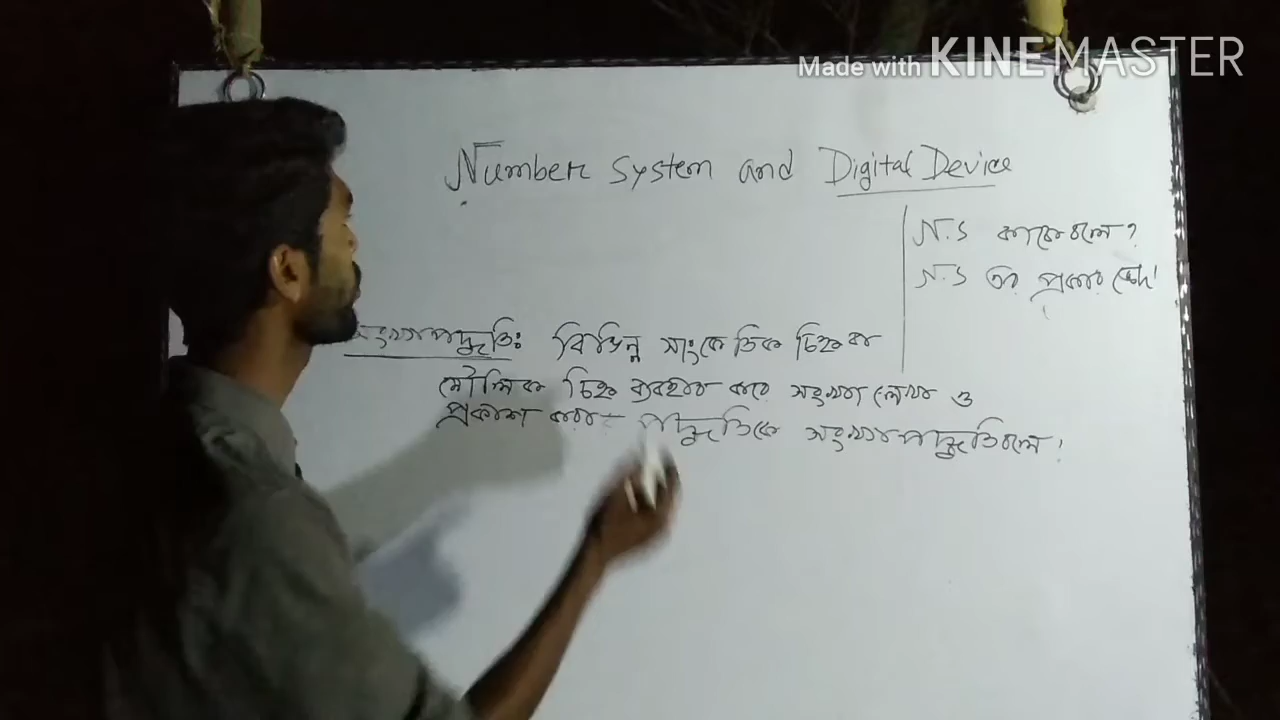 Made with KINEMASTER
Number System and Digital Device
N.S কাকে বলে?
N.S এর প্রকারভেদ।
সংখ্যাপদ্ধতিঃ বিভিন্ন সাংকেতিক চিহ্ন বা
মৌলিক চিহ্ন ব্যবহার করে সংখ্যা লেখা ও
প্রকাশ করার পদ্ধতিকে সংখ্যাপদ্ধতি বলে।